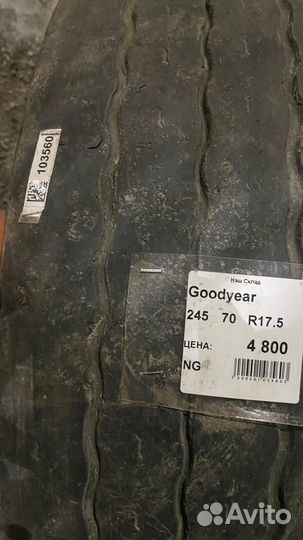 103560
Наш Склад
Goodyear
245 70 R17.5
ЦЕНА: 4 800
NG
Avito